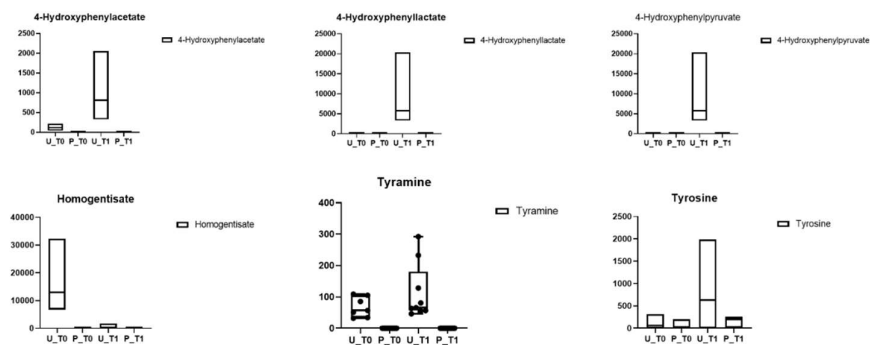 4-Hydroxyphenylacetate
4-Hydroxyphenylacetate
2500
2000
1500
1000
500
0
U_T0 P_T0 U_T1 P_T1
4-Hydroxyphenyllactate
4-Hydroxyphenyllactate
25000
20000
15000
10000
5000
0
U_T0 P_T0 U_T1 P_T1
4-Hydroxyphenylpyruvate
4-Hydroxyphenylpyruvate
25000
20000
15000
10000
5000
0
U_T0 P_T0 U_T1 P_T1
Homogentisate
Homogentisate
40000
30000
20000
10000
0
U_T0 P_T0 U_T1 P_T1
Tyramine
Tyramine
400
300
200
100
0
U_T0 P_T0 U_T1 P_T1
Tyrosine
Tyrosine
2500
2000
1500
1000
500
0
U_T0 P_T0 U_T1 P_T1